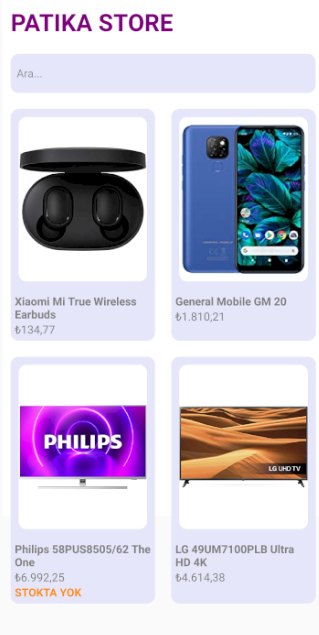 PATIKA STORE
Ara...
Xiaomi Mi True Wireless
Earbuds
₺134,77
General Mobile GM 20
₺1.810,21
PHILIPS
LG UHD TV
Philips 58PUS8505/62 The
One
₺6.992,25
STOKTA YOK
LG 49UM7100PLB Ultra
HD 4K
₺4.614,38